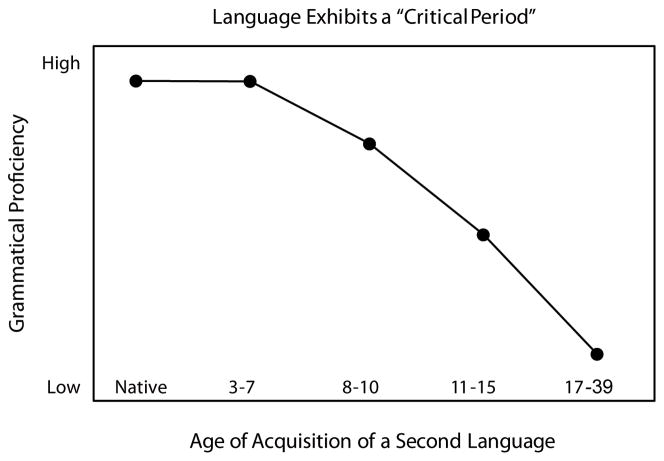 Language Exhibits a “Critical Period”
High
Grammatical Proficiency
Low
Native 3-7 8-10 11-15 17-39
Age of Acquisition of a Second Language